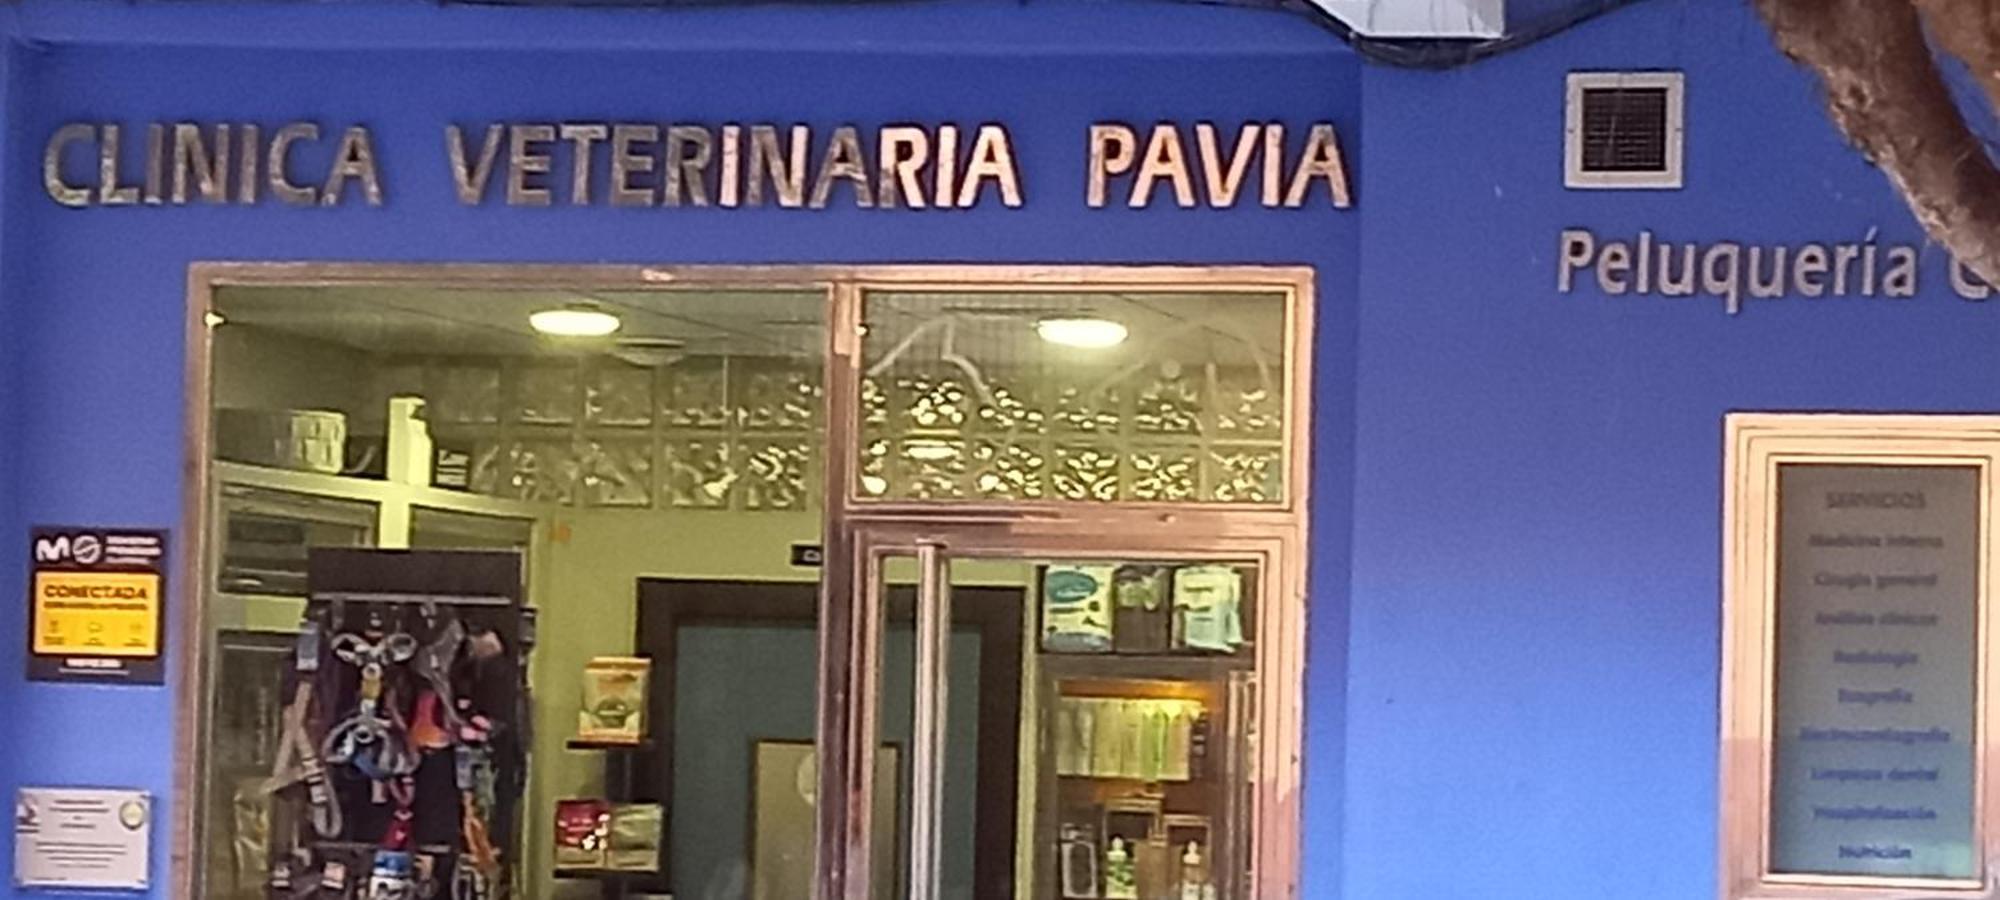 CLINICA VETERINARIA PAVIA
Peluquería C
CONECTADA
SERVICIOS
Medicina interna
Cirugía general
Análisis clínicos
Radiología
Ecografía
Electrocardiografía
Limpieza dental
Hospitalización
Nutrición